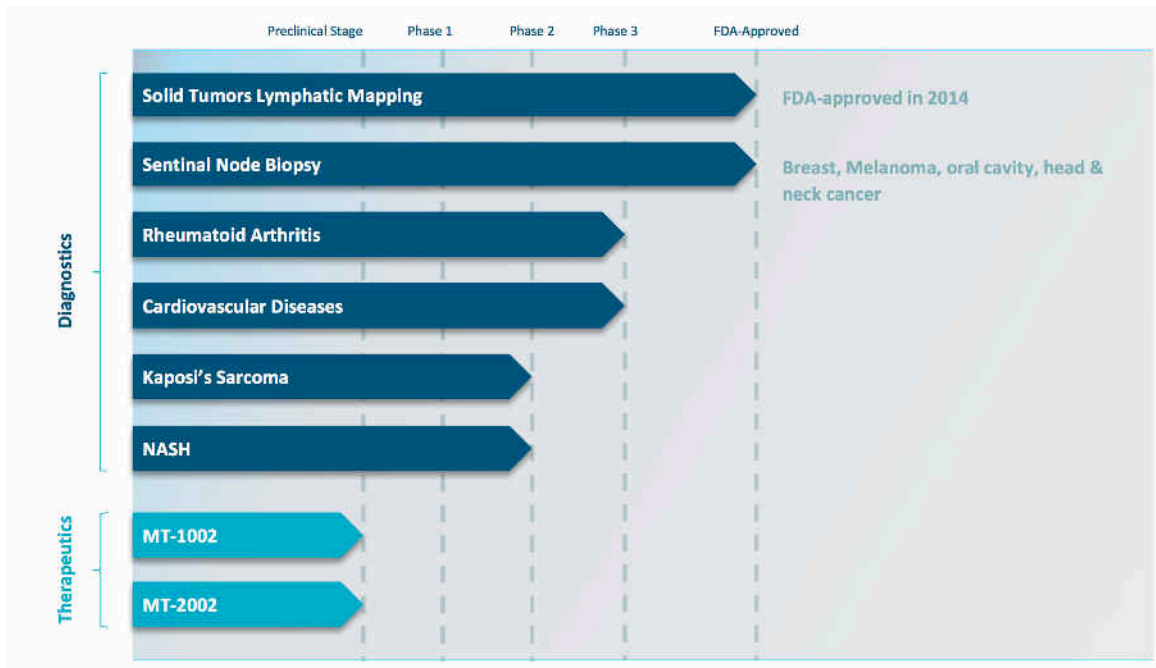 Preclinical Stage Phase 1 Phase 2 Phase 3 FDA-Approved
Diagnostics
Solid Tumors Lymphatic Mapping
FDA-approved in 2014
Sentinal Node Biopsy
Breast, Melanoma, oral cavity, head &
neck cancer
Rheumatoid Arthritis
Cardiovascular Diseases
Kaposi's Sarcoma
NASH
Therapeutics
MT-1002
MT-2002